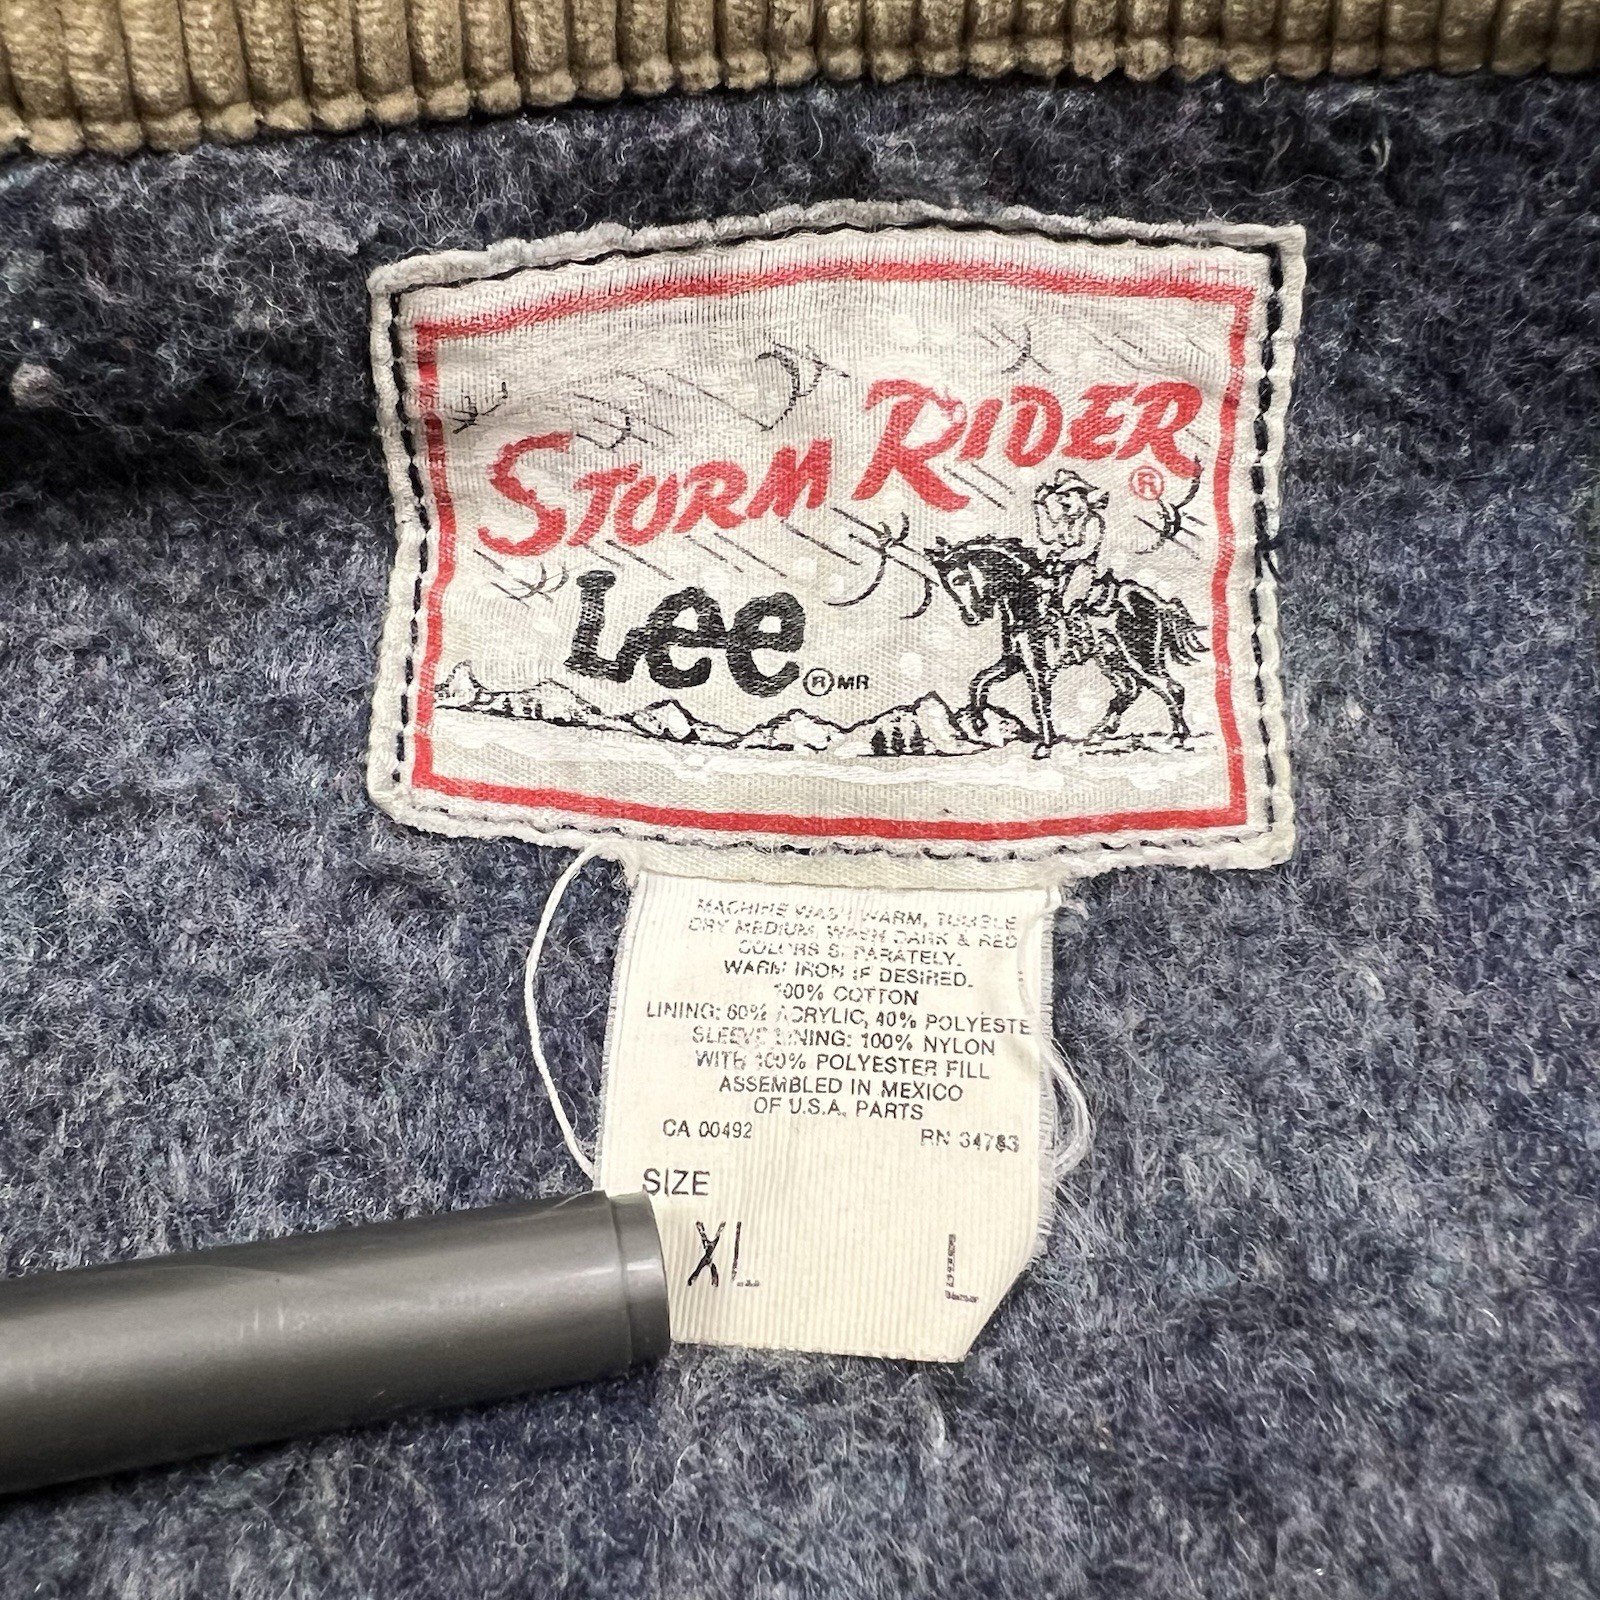 STORM RIDER ®
Lee ® MR
MACHINE WASH WARM, TUMBLE
DRY MEDIUM, WASH DARK & RED
COLORS SEPARATELY.
WARM IRON IF DESIRED.
100% COTTON
LINING: 60% ACRYLIC, 40% POLYESTE
SLEEVE LINING: 100% NYLON
WITH 100% POLYESTER FILL
ASSEMBLED IN MEXICO
OF U.S.A. PARTS
CA 00492 RN 34783
SIZE
XL L